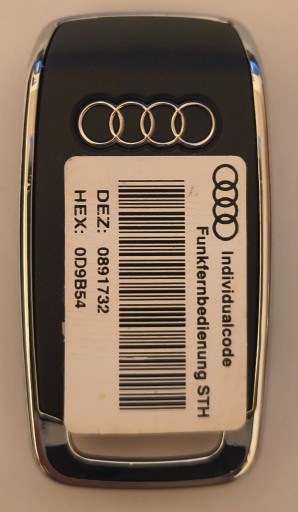 Individualcode
Funkfernbedienung STH
DEZ: 0891732
HEX: 0D9B54